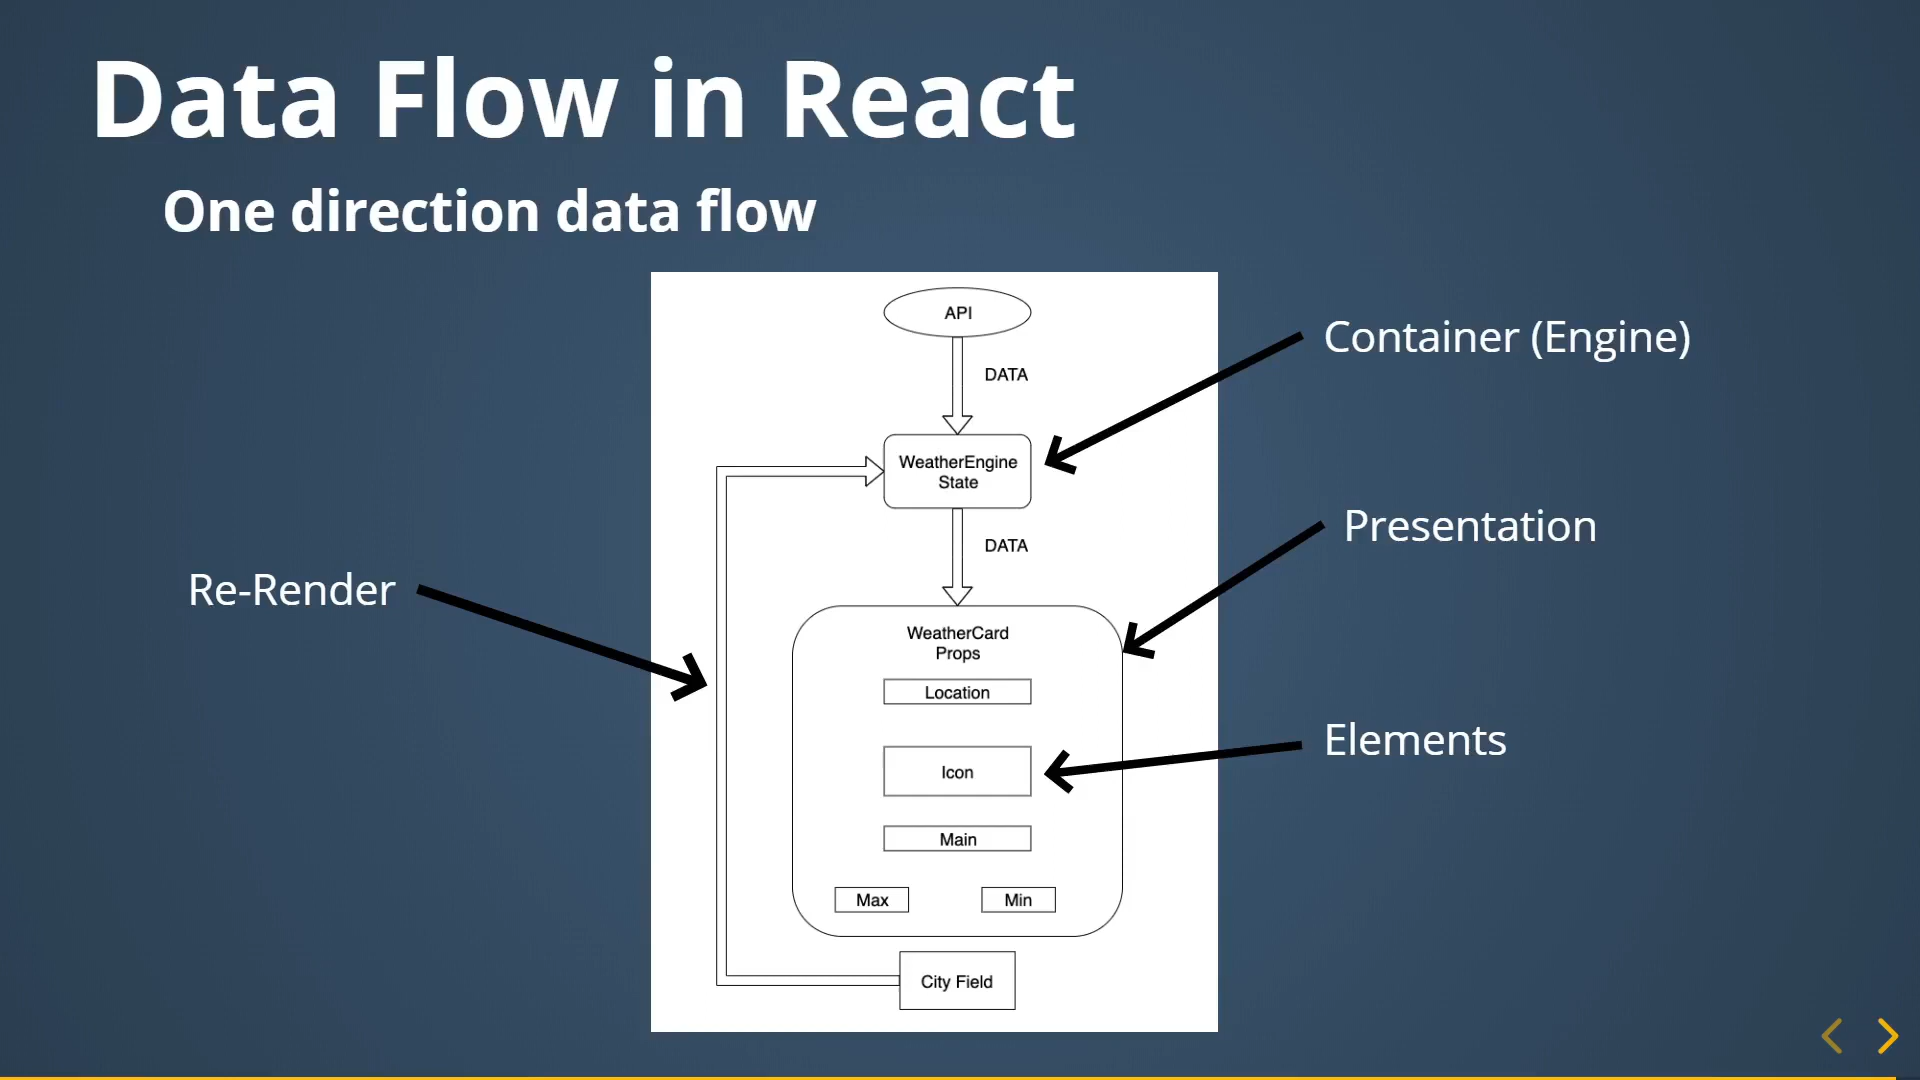 Data Flow in React
One direction data flow
API
DATA
Container (Engine)
WeatherEngine
State
DATA
Presentation
Re-Render
WeatherCard
Props
Location
Elements
Icon
Main
Max
Min
City Field